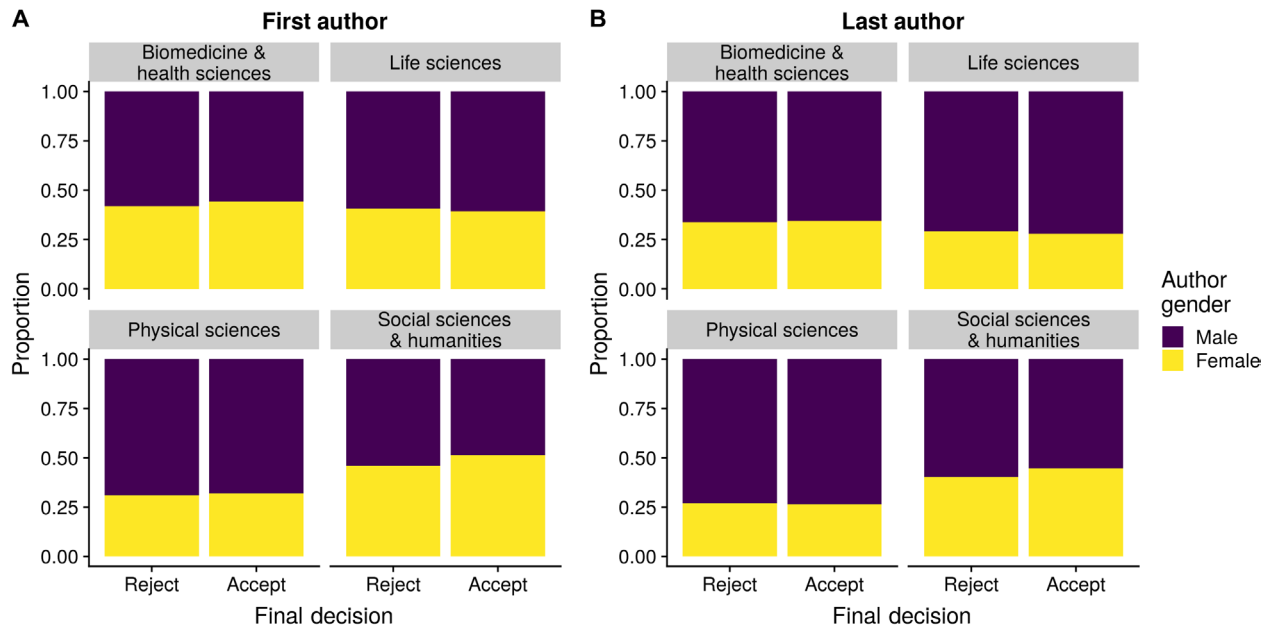 A
First author
Biomedicine &
health sciences
Life sciences
1.00
0.75
0.50
0.25
0.00
Physical sciences
Social sciences
& humanities
1.00
0.75
0.50
0.25
0.00
Proportion
Reject
Accept
Reject
Accept
Final decision
B
Last author
Biomedicine &
health sciences
Life sciences
1.00
0.75
0.50
0.25
0.00
Physical sciences
Social sciences
& humanities
1.00
0.75
0.50
0.25
0.00
Proportion
Reject
Accept
Reject
Accept
Final decision
Author
gender
Male
Female